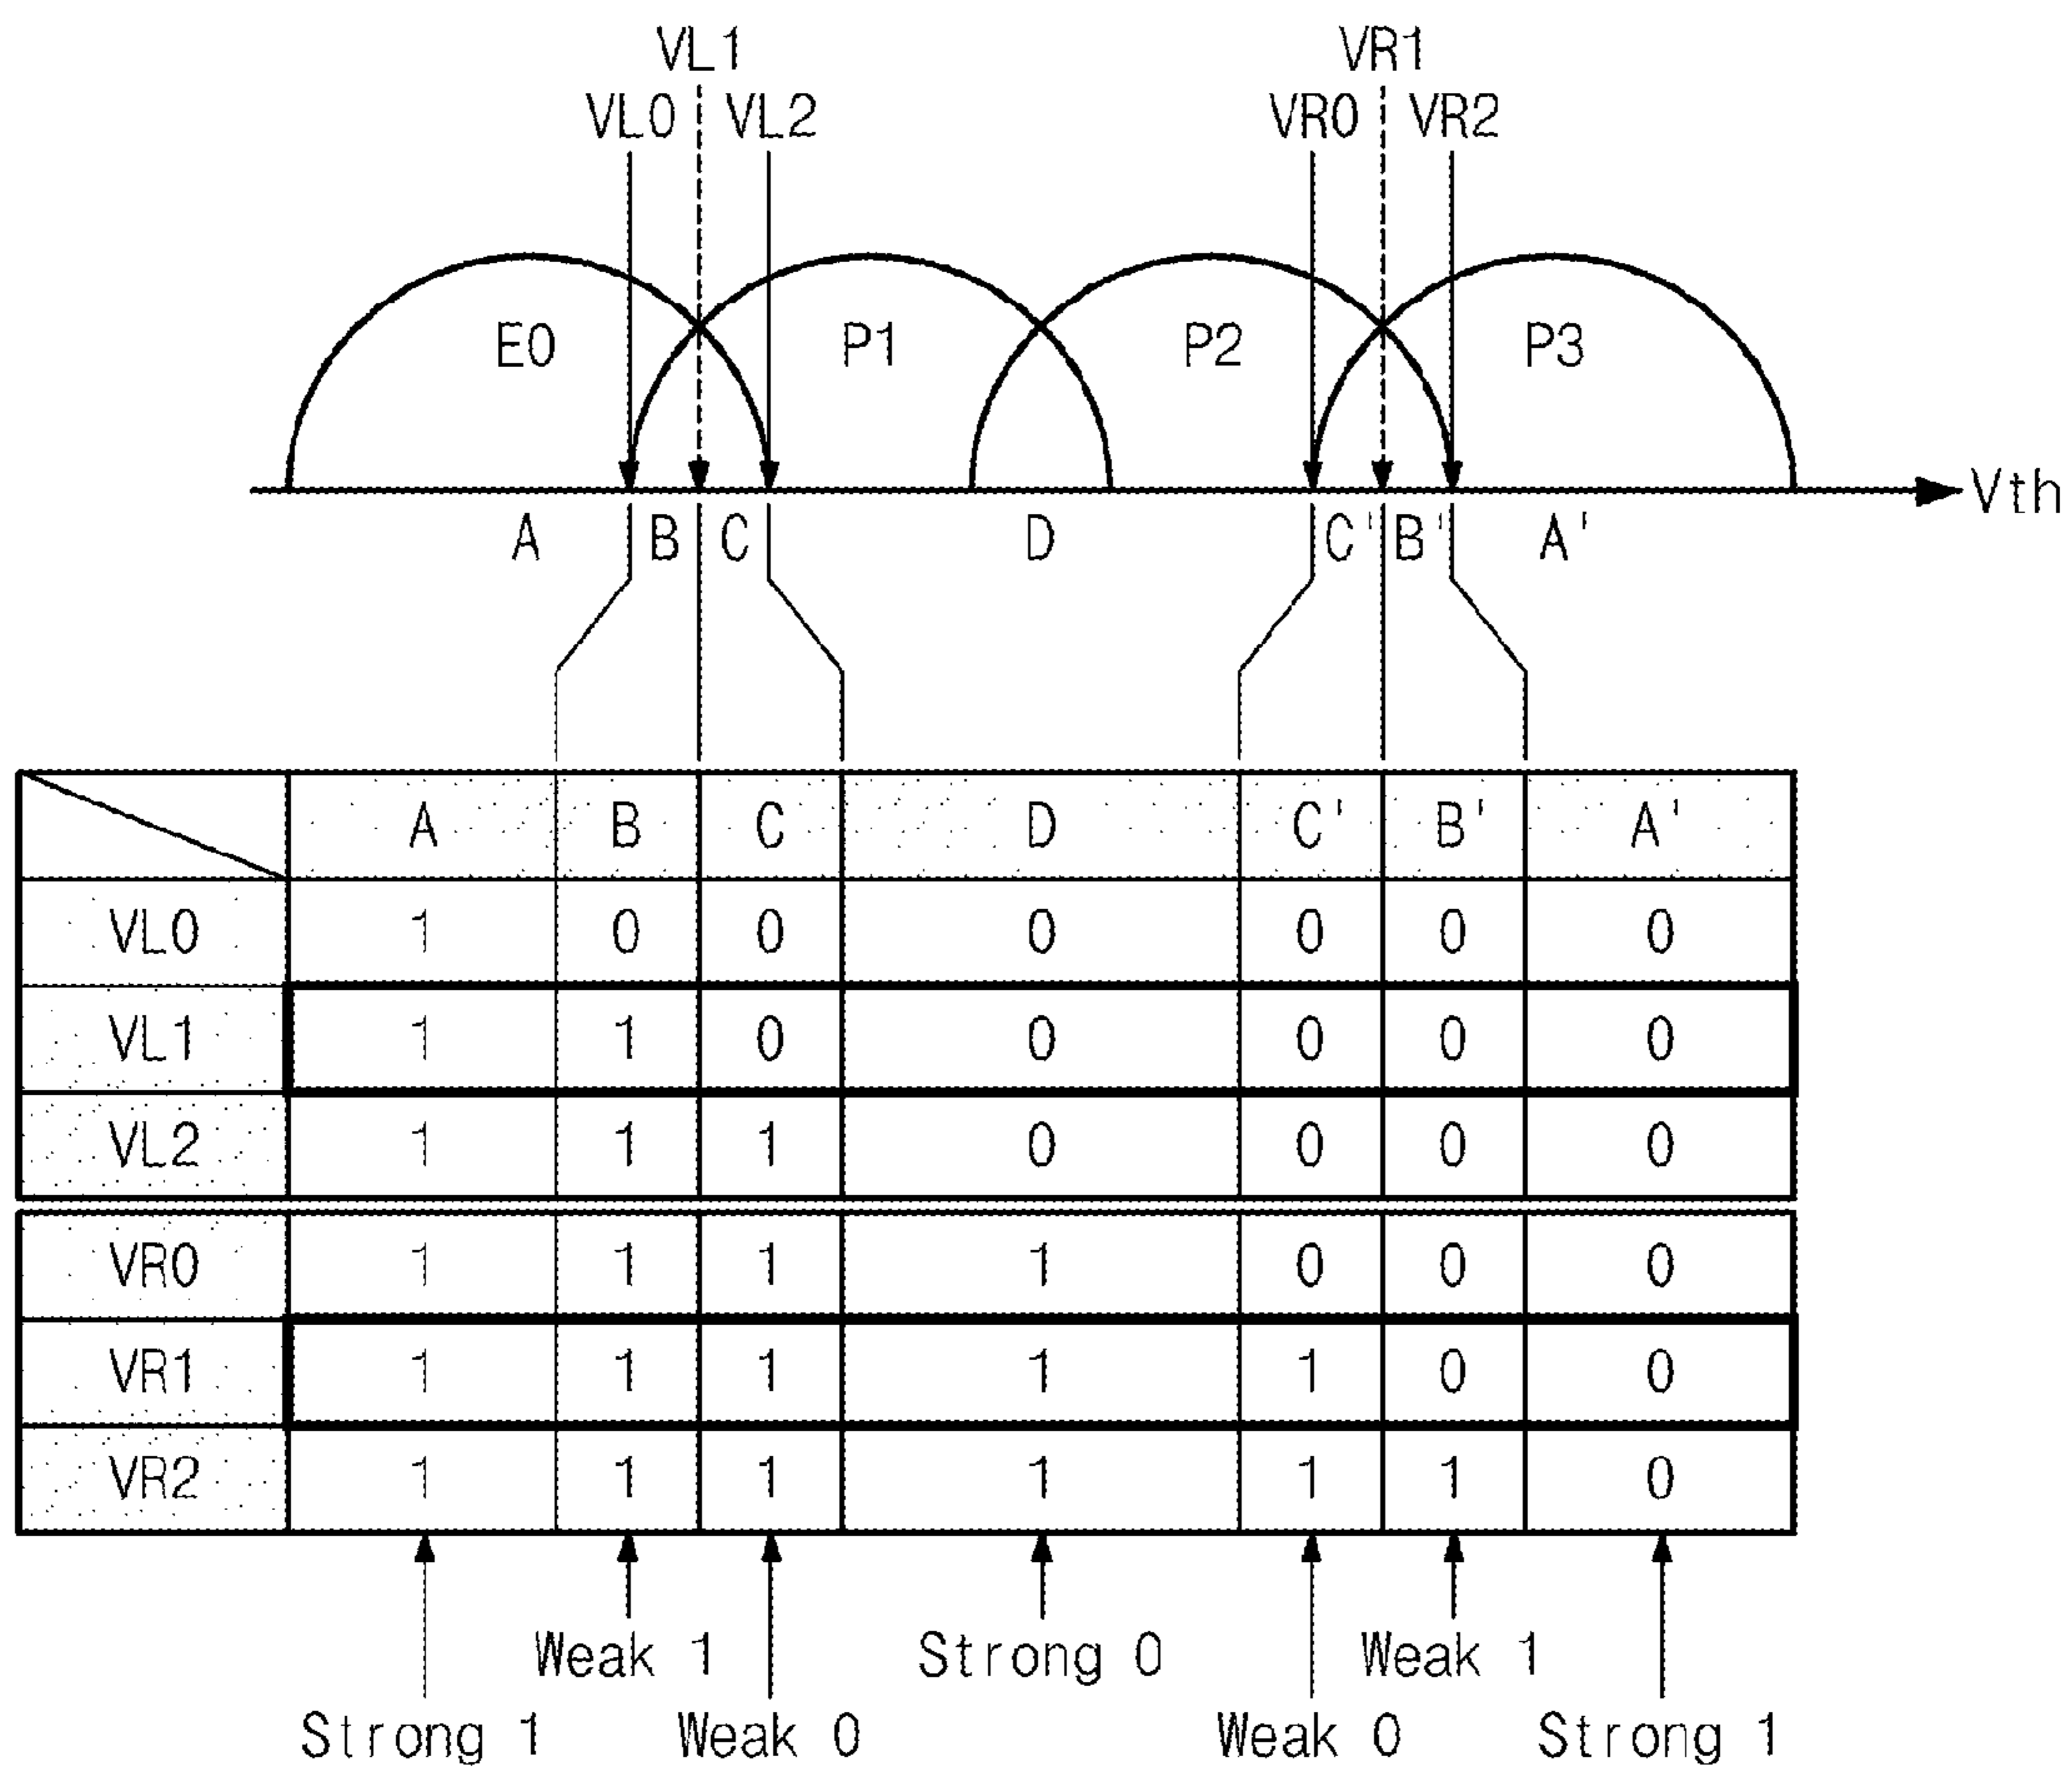 VL1 VR1
VL0 VL2 VR0 VR2
E0 P1 P2 P3
Vth
A B C D C' B' A'
A B C D C' B' A'
VL0 1 0 0 0 0 0 0
VL1 1 1 0 0 0 0 0
VL2 1 1 1 0 0 0 0
VR0 1 1 1 1 0 0 0
VR1 1 1 1 1 1 0 0
VR2 1 1 1 1 1 1 0
Weak 1 Strong 0 Weak 1
Strong 1 Weak 0 Weak 0 Strong 1